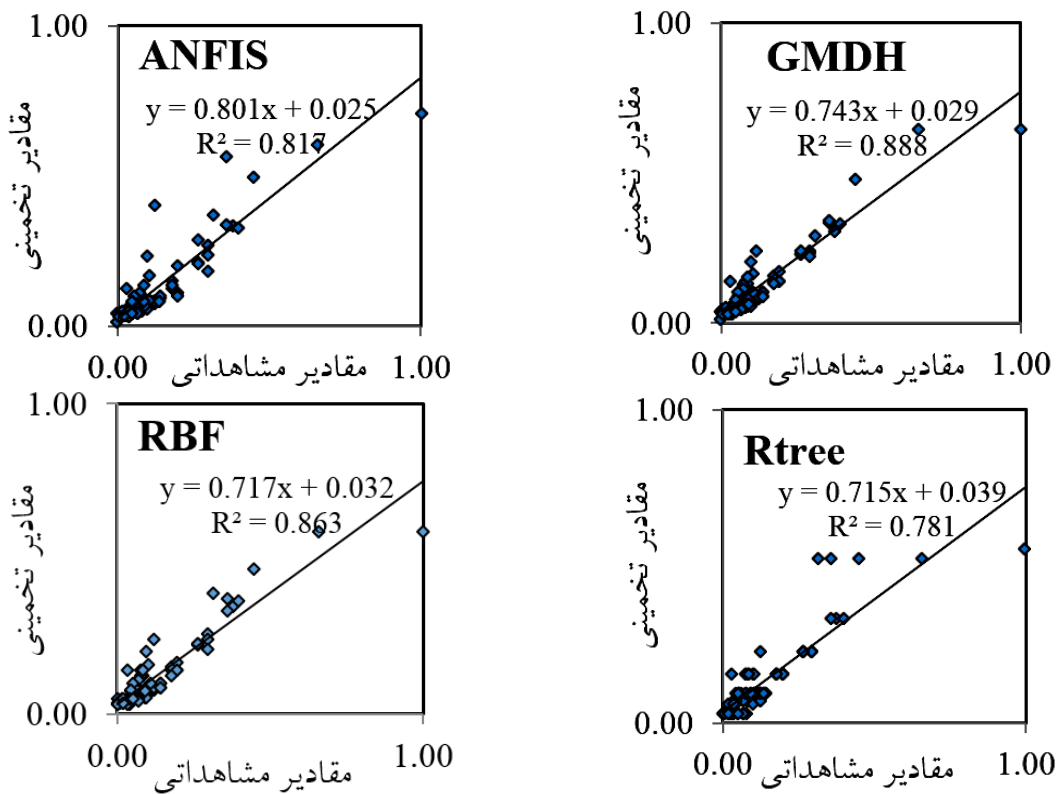 1.00
ANFIS
y = 0.801x + 0.025
R² = 0.817
مقادیر تخمینی
0.00
0.00
مقادیر مشاهداتی
1.00
1.00
GMDH
y = 0.743x + 0.029
R² = 0.888
مقادیر تخمینی
0.00
0.00
مقادیر مشاهداتی
1.00
1.00
RBF
y = 0.717x + 0.032
R² = 0.863
مقادیر تخمینی
0.00
0.00
مقادیر مشاهداتی
1.00
1.00
Rtree
y = 0.715x + 0.039
R² = 0.781
مقادیر تخمینی
0.00
0.00
مقادیر مشاهداتی
1.00